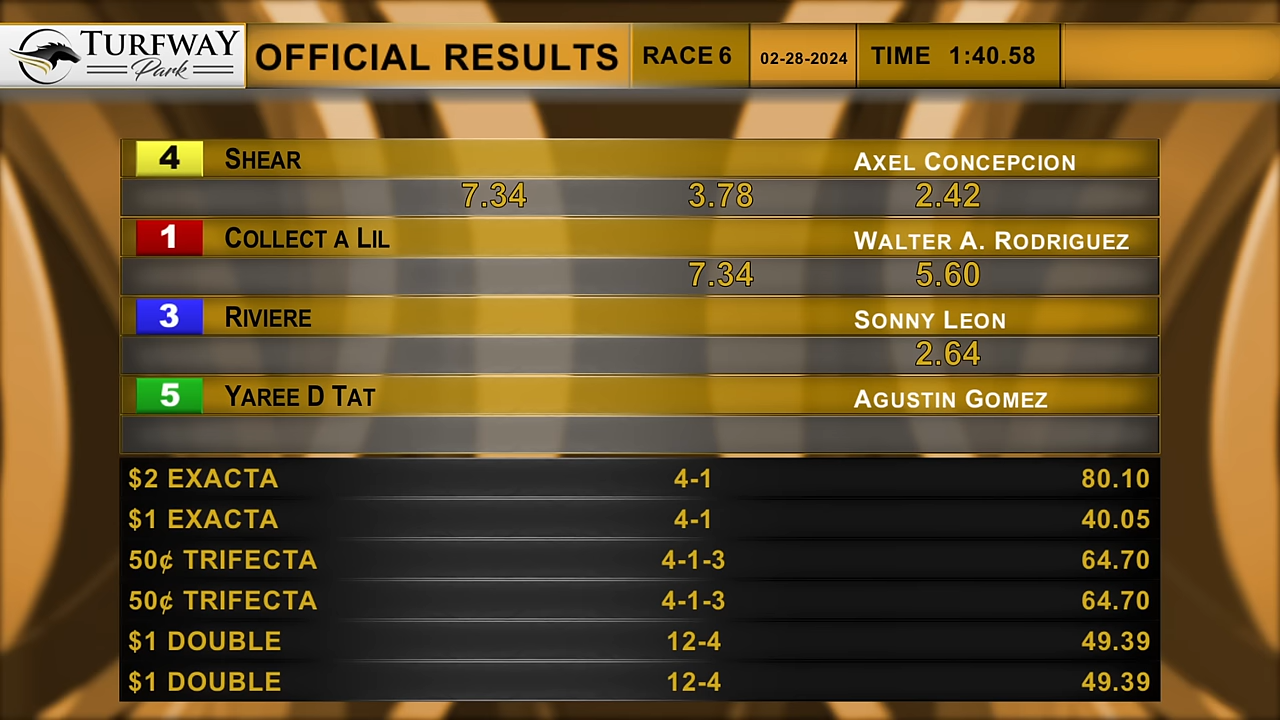 TURFWAY Park OFFICIAL RESULTS RACE 6 02-28-2024 TIME 1:40.58
4 SHEAR AXEL CONCEPCION
7.34 3.78 2.42
1 COLLECT A LIL WALTER A. RODRIGUEZ
7.34 5.60
3 RIVIERE SONNY LEON
2.64
5 YAREE D TAT AGUSTIN GOMEZ
$2 EXACTA 4-1 80.10
$1 EXACTA 4-1 40.05
50¢ TRIFECTA 4-1-3 64.70
50¢ TRIFECTA 4-1-3 64.70
$1 DOUBLE 12-4 49.39
$1 DOUBLE 12-4 49.39